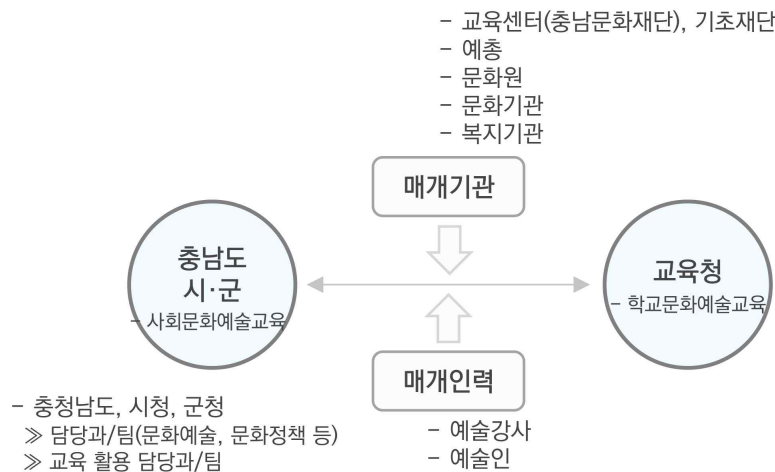 - 교육센터(충남문화재단), 기초재단
- 예총
- 문화원
- 문화기관
- 복지기관
매개기관
충남도
시·군
- 사회문화예술교육
교육청
- 학교문화예술교육
매개인력
- 예술강사
- 예술인
- 충청남도, 시청, 군청
≫ 담당과/팀(문화예술, 문화정책 등)
≫ 교육 활용 담당과/팀